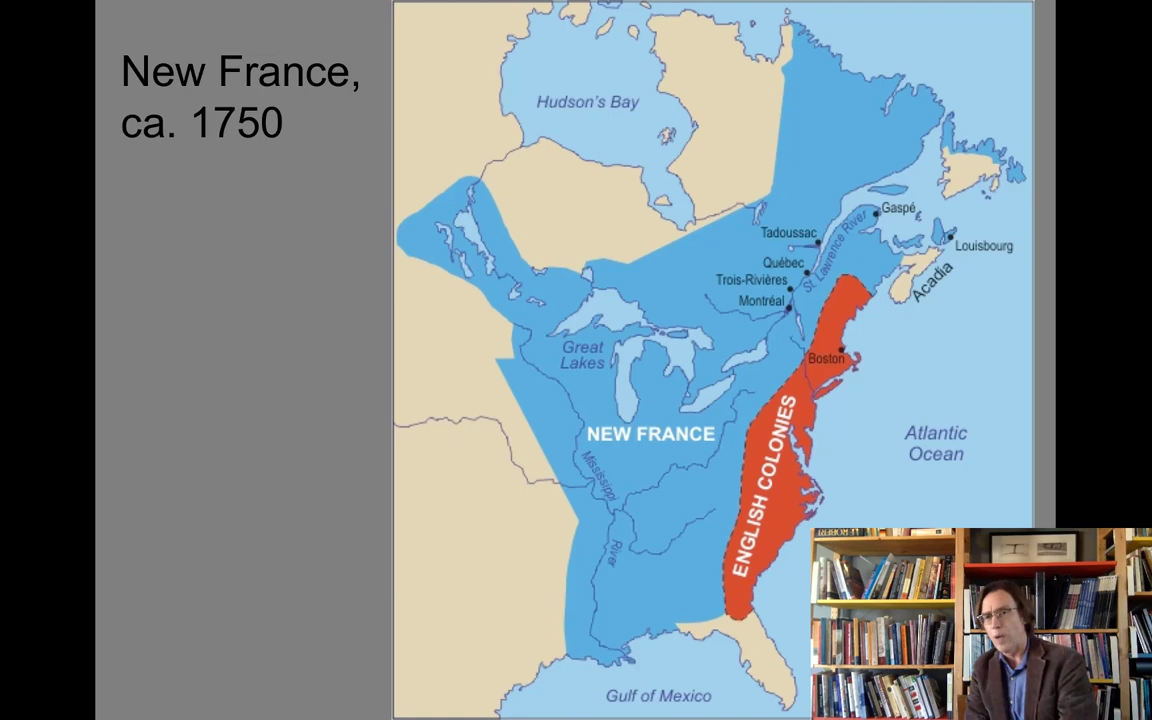 New France,
ca. 1750
Hudson's Bay
Gaspé
St. Lawrence River
Tadoussac
Louisbourg
Québec
Acadia
Trois-Rivières
Montréal
Great
Lakes
Boston
NEW FRANCE
ENGLISH COLONIES
Atlantic
Ocean
Mississippi
River
Gulf of Mexico